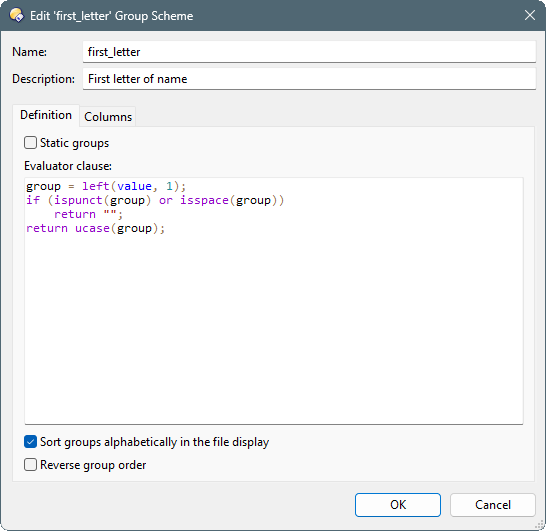 Edit 'first_letter' Group Scheme
Name: first_letter
Description: First letter of name
Definition Columns
Static groups
Evaluator clause:
group = left(value, 1);
if (ispunct(group) or isspace(group))
    return "";
return ucase(group);
Sort groups alphabetically in the file display
Reverse group order
OK Cancel